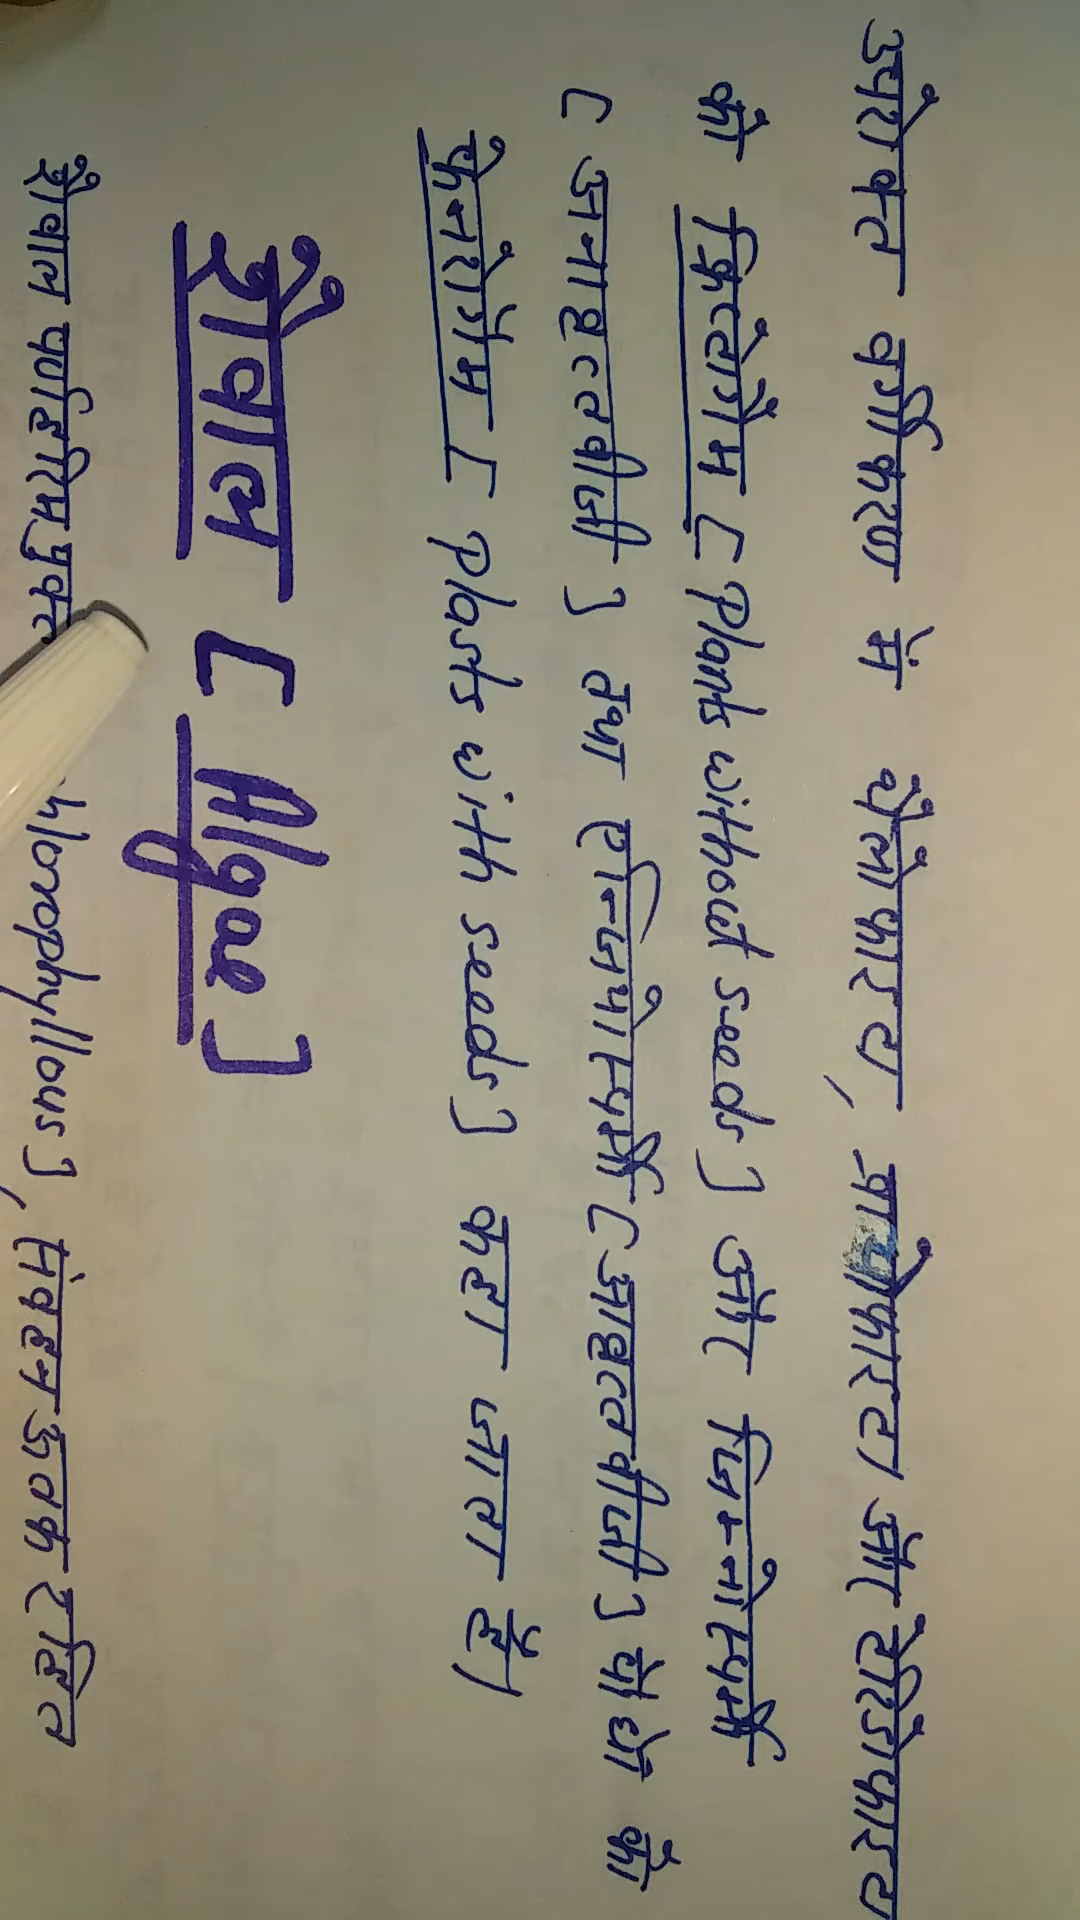 उपरोक्त वर्गीकरण में थैलोफाइटा, ब्रायोफाइटा और टेरिडोफाइटा
को क्रिप्टोगैम [Plants without seeds] और जिम्नोस्पर्म
[अनावृत्तबीजी] तथा एन्जियोस्पर्म [आवृत्तबीजी] पौधों को
फेनरोगैम [Plants with seeds] कहा जाता है।
शैवाल [Algae]
शैवाल पर्णहरिमयुक्त hlorophyllous], संवहन ऊतक रहित